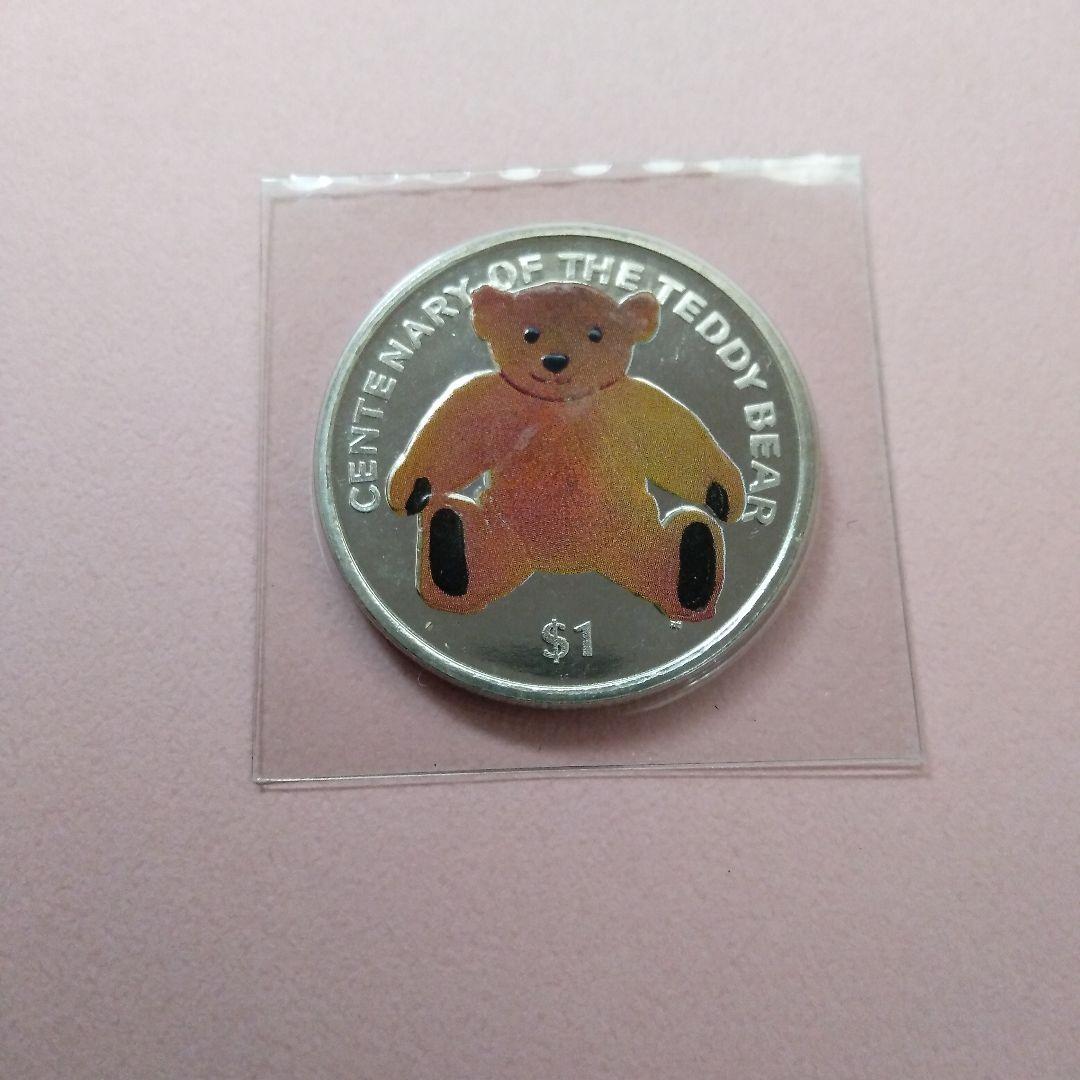 CENTENARY OF THE TEDDY BEAR
$1